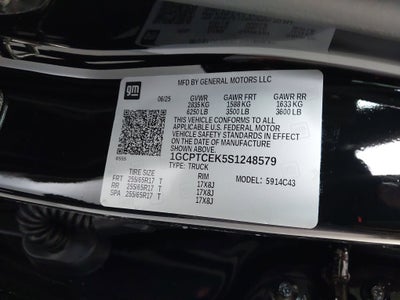 gm
MFD BY GENERAL MOTORS LLC
06/25 GVWR GAWR FRT GAWR RR
2835 KG 1588 KG 1633 KG
6250 LB 3500 LB 3600 LB
THIS VEHICLE CONFORMS TO ALL
APPLICABLE U.S. FEDERAL MOTOR
VEHICLE SAFETY STANDARDS IN EFFECT
ON THE DATE OF MANUFACTURE
SHOWN ABOVE.
1GCPTCEK5S1248579
TYPE: TRUCK
MODEL: 5914C43
TIRE SIZE RIM
FRT 255/65R17 T 17X8J
RR 255/65R17 T 17X8J
SPA 255/65R17 T 17X8J